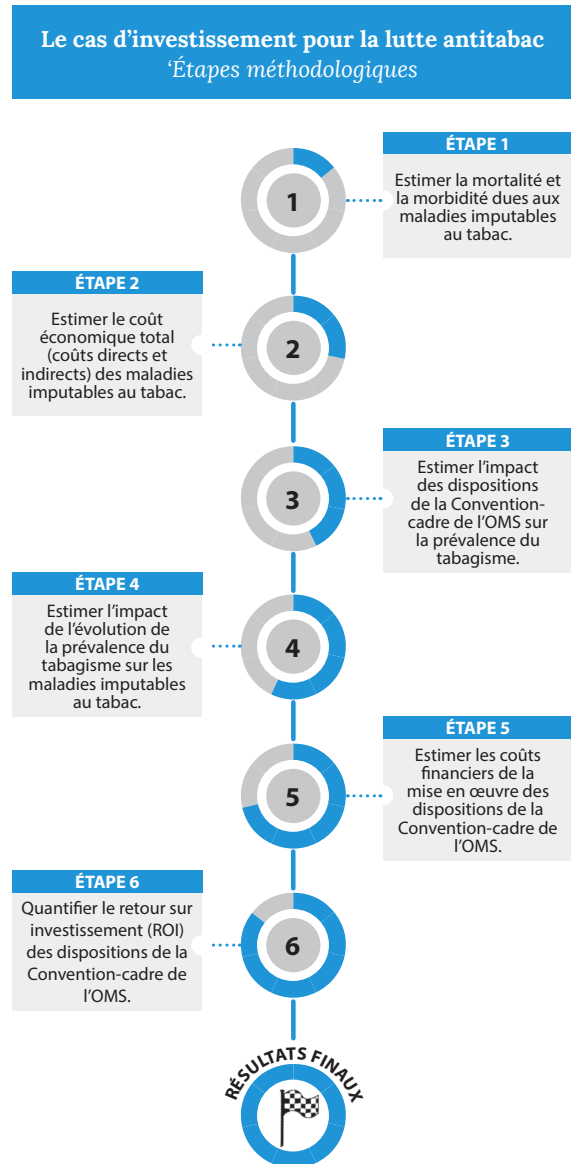 Le cas d’investissement pour la lutte antitabac
‘Étapes méthodologiques
ÉTAPE 1
Estimer la mortalité et
la morbidité dues aux
maladies imputables
au tabac.
1
ÉTAPE 2
Estimer le coût
économique total
(coûts directs et
indirects) des maladies
imputables au tabac.
2
ÉTAPE 3
Estimer l’impact
des dispositions
de la Convention-
cadre de l’OMS sur
la prévalence du
tabagisme.
3
ÉTAPE 4
Estimer l’impact
de l’évolution de
la prévalence du
tabagisme sur les
maladies imputables
au tabac.
4
ÉTAPE 5
Estimer les coûts
financiers de la
mise en œuvre des
dispositions de la
Convention-cadre de
l’OMS.
5
ÉTAPE 6
Quantifier le retour sur
investissement (ROI)
des dispositions de la
Convention-cadre de
l’OMS.
6
RÉSULTATS FINAUX